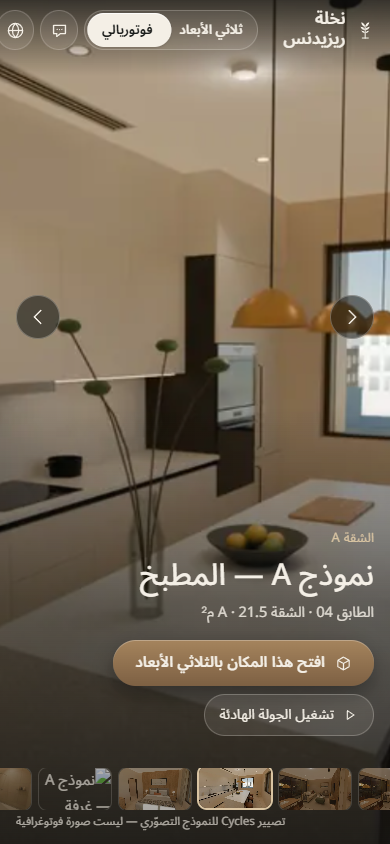 نخلة
ريزيدنس
ثلاثي الأبعاد
فوتوريالي
الشقة A
نموذج A — المطبخ
الطابق 04 · الشقة A · 21.5 م²
افتح هذا المكان بالثلاثي الأبعاد
تشغيل الجولة الهادئة
نموذج A
— غرفة
تصيير Cycles للنموذج التصوّري — ليست صورة فوتوغرافية